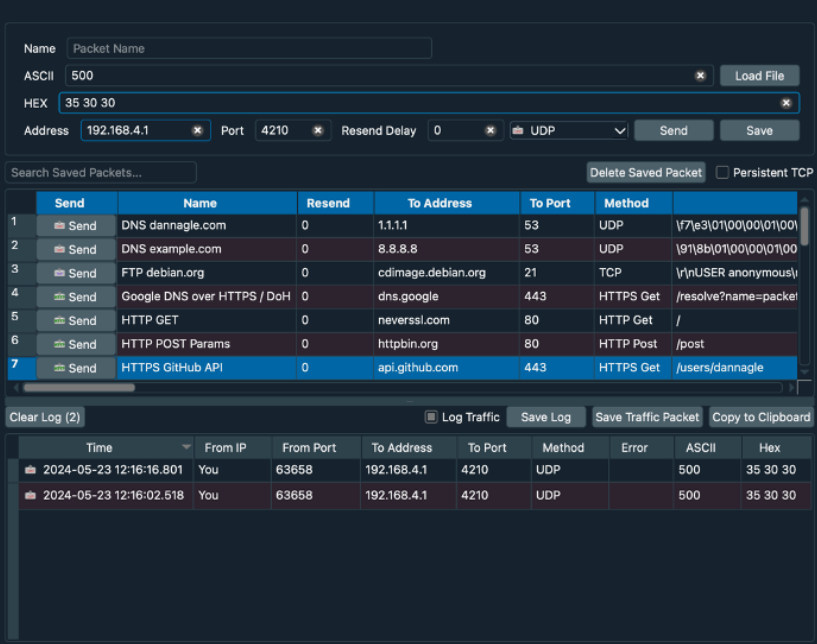 Name Packet Name
ASCII 500 Load File
HEX 35 30 30
Address 192.168.4.1 Port 4210 Resend Delay 0 UDP Send Save
Search Saved Packets... Delete Saved Packet Persistent TCP
Send Name Resend To Address To Port Method
1 Send DNS dannagle.com 0 1.1.1.1 53 UDP \f7\e3\01\00\00\01\00\
2 Send DNS example.com 0 8.8.8.8 53 UDP \91\8b\01\00\00\01\00
3 Send FTP debian.org 0 cdimage.debian.org 21 TCP \r\nUSER anonymous\r
4 Send Google DNS over HTTPS / DoH 0 dns.google 443 HTTPS Get /resolve?name=packet
5 Send HTTP GET 0 neverssl.com 80 HTTP Get /
6 Send HTTP POST Params 0 httpbin.org 80 HTTP Post /post
7 Send HTTPS GitHub API 0 api.github.com 443 HTTPS Get /users/dannagle
Clear Log (2) Log Traffic Save Log Save Traffic Packet Copy to Clipboard
Time From IP From Port To Address To Port Method Error ASCII Hex
2024-05-23 12:16:16.801 You 63658 192.168.4.1 4210 UDP 500 35 30 30
2024-05-23 12:16:02.518 You 63658 192.168.4.1 4210 UDP 500 35 30 30